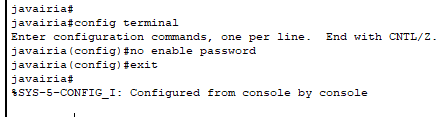 javairia#
javairia#config terminal
Enter configuration commands, one per line.  End with CNTL/Z.
javairia(config)#no enable password
javairia(config)#exit
javairia#
%SYS-5-CONFIG_I: Configured from console by console